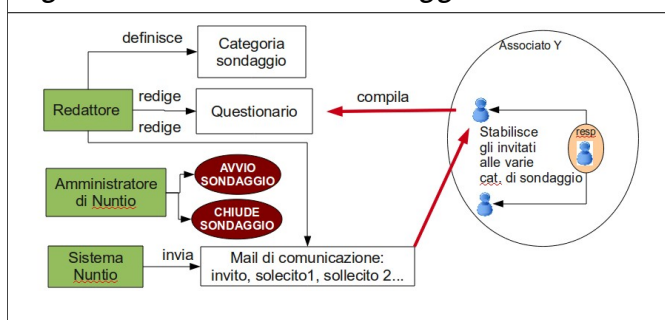 definisce
Categoria
sondaggio
Redattore
redige
redige
Questionario
compila
Associato Y
Stabilisce
gli invitati
alle varie
cat. di sondaggio
resp
Amministratore
di Nuntio
AVVIO
SONDAGGIO
CHIUDE
SONDAGGIO
Sistema
Nuntio
invia
Mail di comunicazione:
invito, solecito1, sollecito 2...